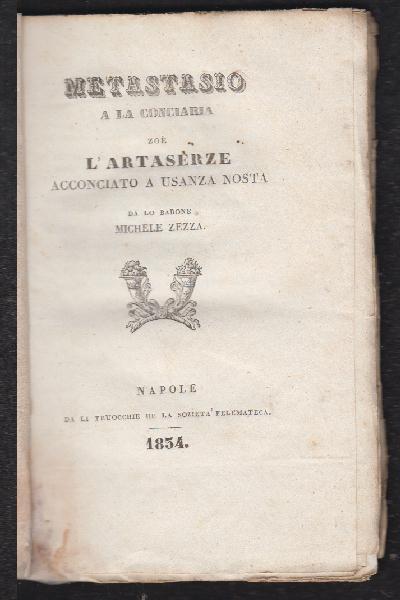 METASTASIO
A LA CONCIARIA
ZOÈ
L'ARTASÈRZE
ACCONCIATO A USANZA NOSTA
DA LO BARONE
MICHELE ZEZZA.
NAPOLE
DA LI TRUOCCHIE DE LA SOZIETÀ FELEMATECA.
1834.